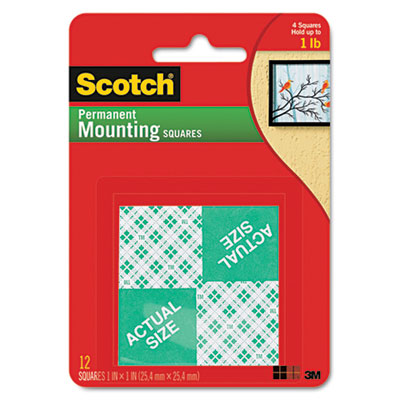 4 Squares
Hold up to
1 lb
Scotch
Permanent
Mounting SQUARES
ACTUAL
SIZE
ACTUAL
SIZE
12
SQUARES 1 IN X 1 IN (25,4 mm X 25,4 mm)
3M